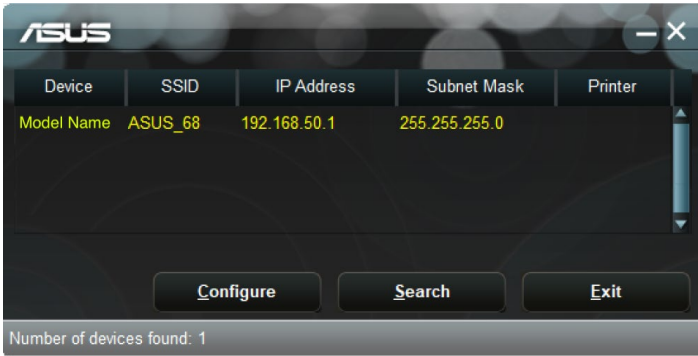 ASUS
Device SSID IP Address Subnet Mask Printer
Model Name ASUS_68 192.168.50.1 255.255.255.0
Configure Search Exit
Number of devices found: 1